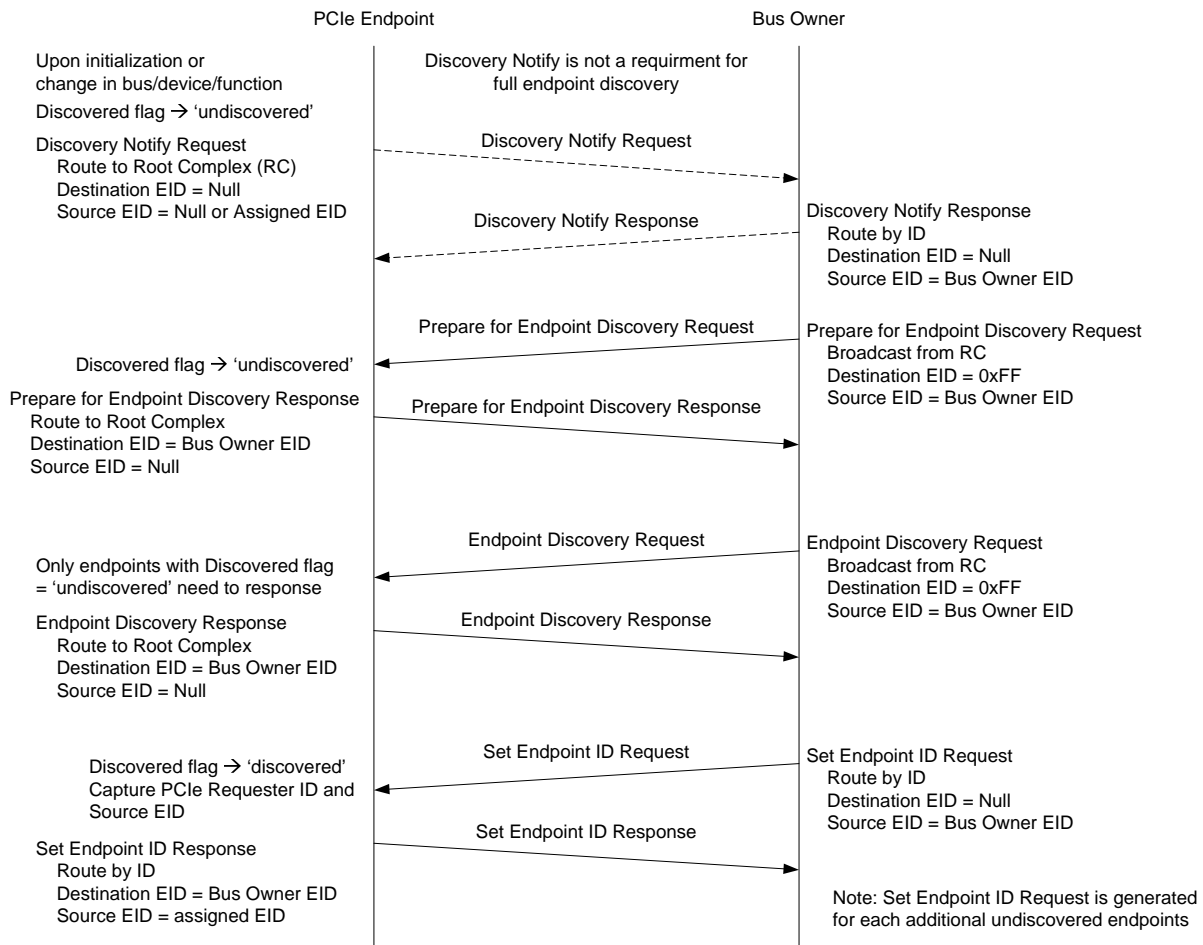 PCIe Endpoint
Bus Owner
Upon initialization or
change in bus/device/function
Discovery Notify is not a requirment for
full endpoint discovery
Discovered flag → ‘undiscovered’
Discovery Notify Request
Route to Root Complex (RC)
Destination EID = Null
Source EID = Null or Assigned EID
Discovery Notify Request
Discovery Notify Response
Discovery Notify Response
Route by ID
Destination EID = Null
Source EID = Bus Owner EID
Prepare for Endpoint Discovery Request
Prepare for Endpoint Discovery Request
Broadcast from RC
Destination EID = 0xFF
Source EID = Bus Owner EID
Discovered flag → ‘undiscovered’
Prepare for Endpoint Discovery Response
Route to Root Complex
Destination EID = Bus Owner EID
Source EID = Null
Prepare for Endpoint Discovery Response
Endpoint Discovery Request
Endpoint Discovery Request
Broadcast from RC
Destination EID = 0xFF
Source EID = Bus Owner EID
Only endpoints with Discovered flag
= ‘undiscovered’ need to response
Endpoint Discovery Response
Route to Root Complex
Destination EID = Bus Owner EID
Source EID = Null
Endpoint Discovery Response
Set Endpoint ID Request
Set Endpoint ID Request
Route by ID
Destination EID = Null
Source EID = Bus Owner EID
Discovered flag → ‘discovered’
Capture PCIe Requester ID and
Source EID
Set Endpoint ID Response
Set Endpoint ID Response
Route by ID
Destination EID = Bus Owner EID
Source EID = assigned EID
Note: Set Endpoint ID Request is generated
for each additional undiscovered endpoints